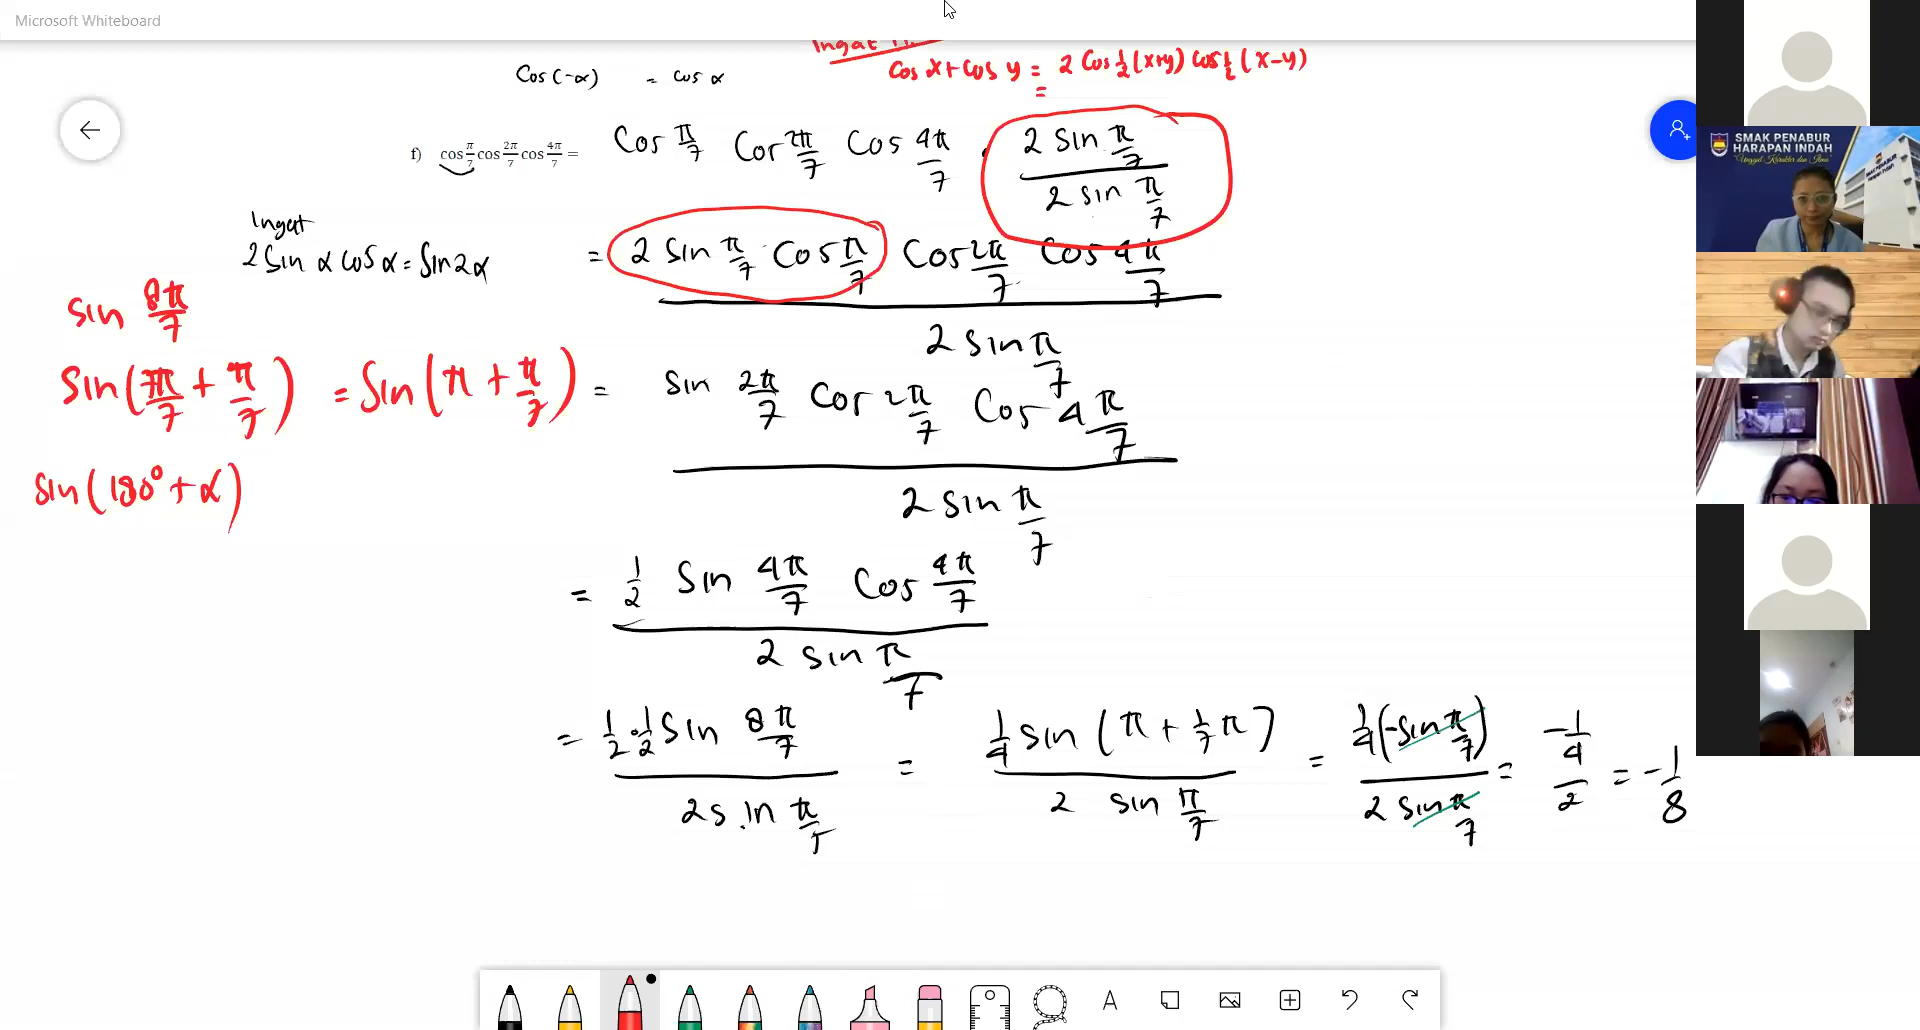 Microsoft Whiteboard
Cos(-α) = cos α
Cos x + Cos y = 2 Cos ½ (x+y) Cos ½ (x-y)
=
f) cos π/7 cos 2π/7 cos 4π/7 = Cos π/7 Cos 2π/7 Cos 4π/7 . 2 Sin π/7 / 2 sin π/7
Ingat
2 Sin α cos α = Sin 2α
= 2 Sin π/7 . Cos π/7 Cos 2π/7 Cos 4π/7 / 2 sin π/7
sin 8π/7
Sin(7π/7 + π/7) = Sin(π + π/7)
= sin 2π/7 Cos 2π/7 Cos 4π/7 / 2 sin π/7
sin(180° + α)
= ½ Sin 4π/7 Cos 4π/7 / 2 sin π/7
= ½ . ½ Sin 8π/7 / 2 sin π/7 = ¼ sin (π + 1/7 π) / 2 sin π/7 = ¼(-sin π/7) / 2 sin π/7 = -¼ / 2 = -1/8
SMAK PENABUR
HARAPAN INDAH
"Unggul Karakter dan Ilmu"